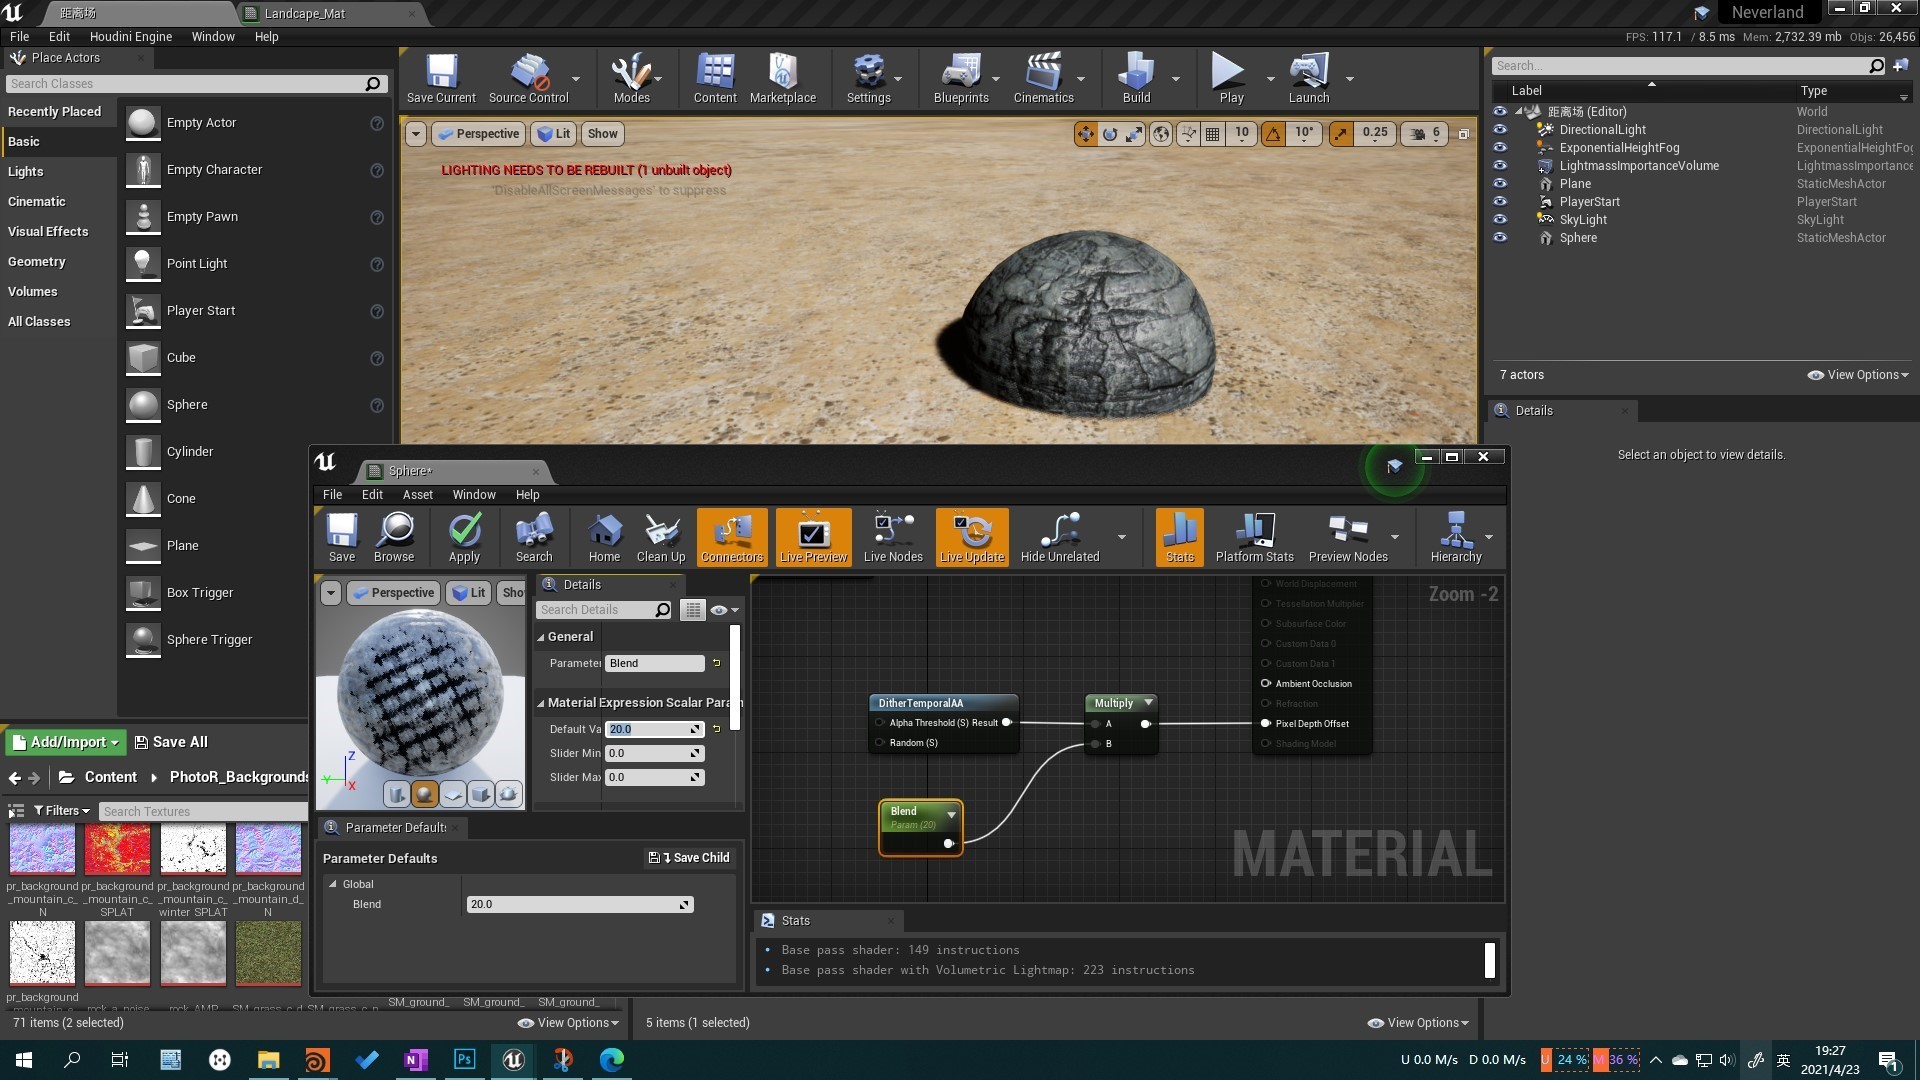 距离场
Landcape_Mat
Neverland
File Edit Houdini Engine Window Help
FPS: 117.1 / 8.5 ms Mem: 2,732.39 mb Objs: 26,456
Place Actors
Search Classes
Recently Placed
Basic
Lights
Cinematic
Visual Effects
Geometry
Volumes
All Classes
Empty Actor
Empty Character
Empty Pawn
Point Light
Player Start
Cube
Sphere
Cylinder
Cone
Plane
Box Trigger
Sphere Trigger
Save Current
Source Control
Modes
Content
Marketplace
Settings
Blueprints
Cinematics
Build
Play
Launch
Perspective
Lit
Show
10
10°
0.25
6
LIGHTING NEEDS TO BE REBUILT (1 unbuilt object)
'DisableAllScreenMessages' to suppress
Search...
Label Type
距离场 (Editor) World
DirectionalLight DirectionalLight
ExponentialHeightFog ExponentialHeightFog
LightmassImportanceVolume LightmassImportance
Plane StaticMeshActor
PlayerStart PlayerStart
SkyLight SkyLight
Sphere StaticMeshActor
7 actors
View Options
Details
Select an object to view details.
Sphere*
File Edit Asset Window Help
Save
Browse
Apply
Search
Home
Clean Up
Connectors
Live Preview
Live Nodes
Live Update
Hide Unrelated
Stats
Platform Stats
Preview Nodes
Hierarchy
Perspective
Lit
Sho
Z
Y
X
Details
Search Details
General
Parameter Blend
Material Expression Scalar Param
Default Va 20.0
Slider Min 0.0
Slider Max 0.0
Parameter Defaults
Parameter Defaults
Save Child
Global
Blend 20.0
Zoom -2
World Displacement
Tessellation Multiplier
Subsurface Color
Custom Data 0
Custom Data 1
Ambient Occlusion
Refraction
Pixel Depth Offset
Shading Model
DitherTemporalAA
Alpha Threshold (S) Result
Random (S)
Multiply
A
B
Blend
Param (20)
MATERIAL
Stats
Base pass shader: 149 instructions
Base pass shader with Volumetric Lightmap: 223 instructions
Add/Import
Save All
Content
PhotoR_Backgrounds
Filters
Search Textures
pr_background_mountain_c_N
pr_background_mountain_c_SPLAT
pr_background_mountain_c_winter_SPLAT
pr_background_mountain_d_N
pr_background
rock_a_noise
rock_AMP
SM_grass_c_d
SM_grass_c_n
SM_ground_
SM_ground_
SM_ground_
71 items (2 selected)
View Options
5 items (1 selected)
View Options
U 0.0 M/s D 0.0 M/s
U 24 %
M 36 %
英
19:27
2021/4/23
1